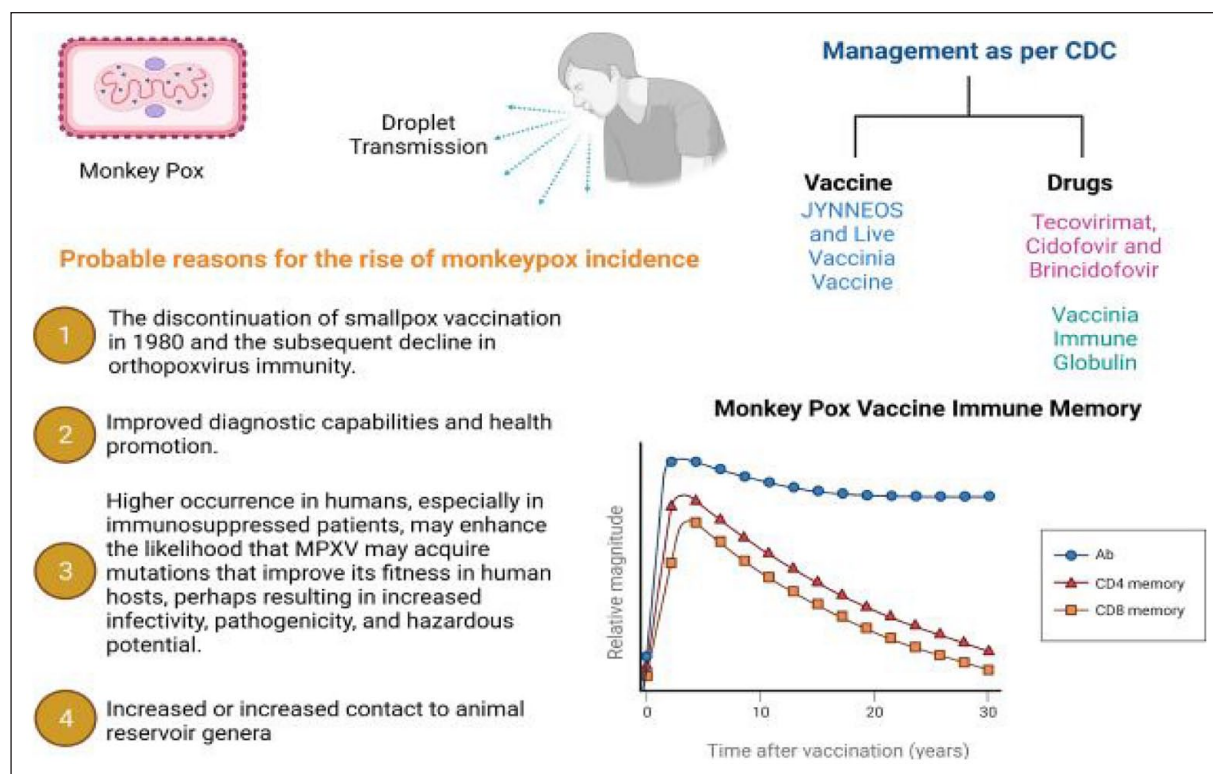 Monkey Pox
Droplet
Transmission
Management as per CDC
Vaccine
JYNNEOS
and Live
Vaccinia
Vaccine
Drugs
Tecovirimat,
Cidofovir and
Brincidofovir
Vaccinia
Immune
Globulin
Probable reasons for the rise of monkeypox incidence
1
The discontinuation of smallpox vaccination
in 1980 and the subsequent decline in
orthopoxvirus immunity.
2
Improved diagnostic capabilities and health
promotion.
3
Higher occurrence in humans, especially in
immunosuppressed patients, may enhance
the likelihood that MPXV may acquire
mutations that improve its fitness in human
hosts, perhaps resulting in increased
infectivity, pathogenicity, and hazardous
potential.
4
Increased or increased contact to animal
reservoir genera
Monkey Pox Vaccine Immune Memory
Relative magnitude
Ab
CD4 memory
CD8 memory
0
10
20
30
Time after vaccination (years)